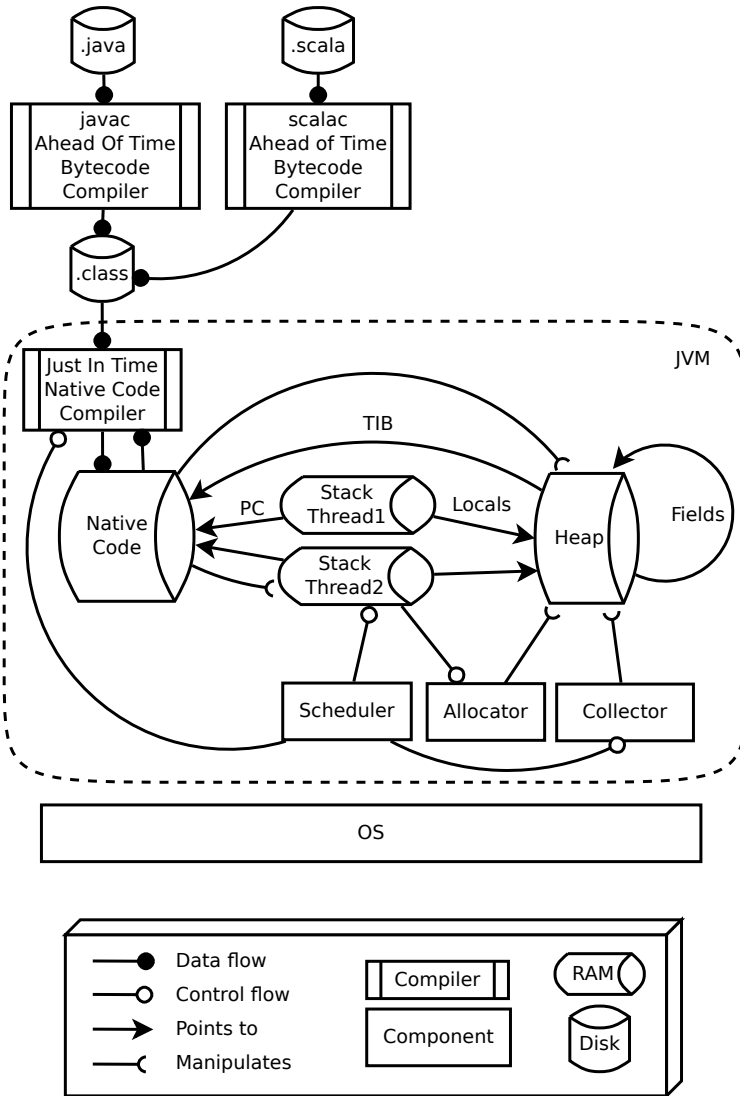 .java
.scala
javac
Ahead Of Time
Bytecode
Compiler
scalac
Ahead of Time
Bytecode
Compiler
.class
JVM
Just In Time
Native Code
Compiler
TIB
Stack
Thread1
PC
Locals
Native
Code
Heap
Fields
Stack
Thread2
Scheduler
Allocator
Collector
OS
Data flow
Control flow
Points to
Manipulates
Compiler
Component
RAM
Disk